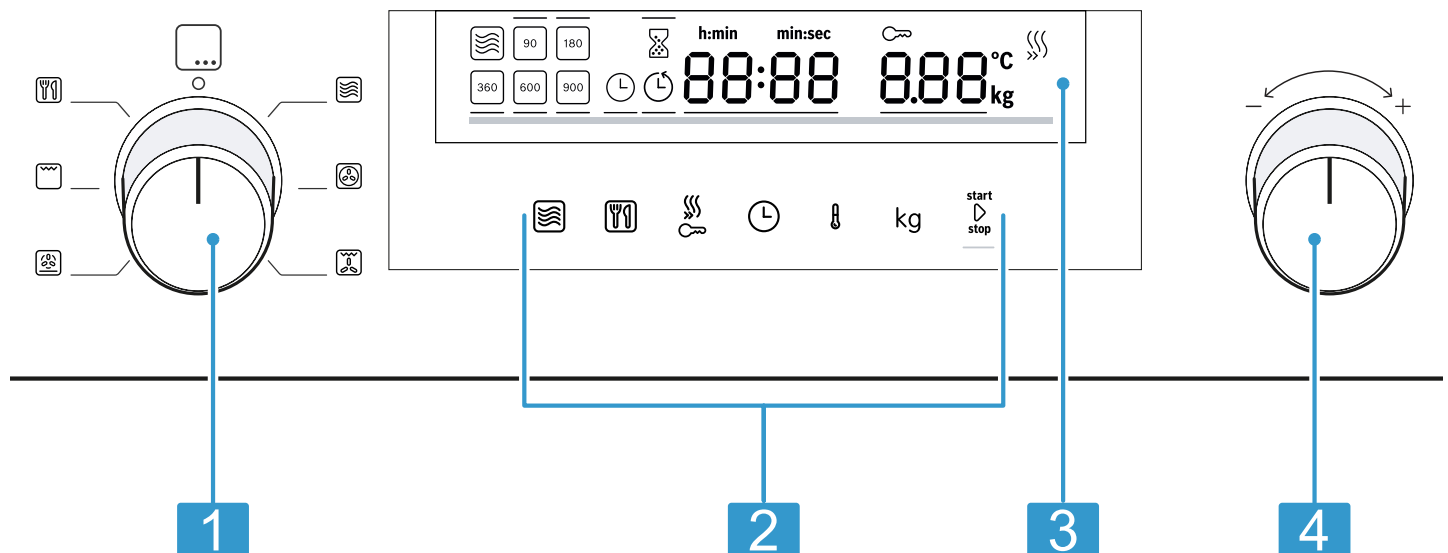 h:min min:sec
90 180
88:88 8.88 °C
360 600 900
kg
− +
start
kg
stop
1 2 3 4